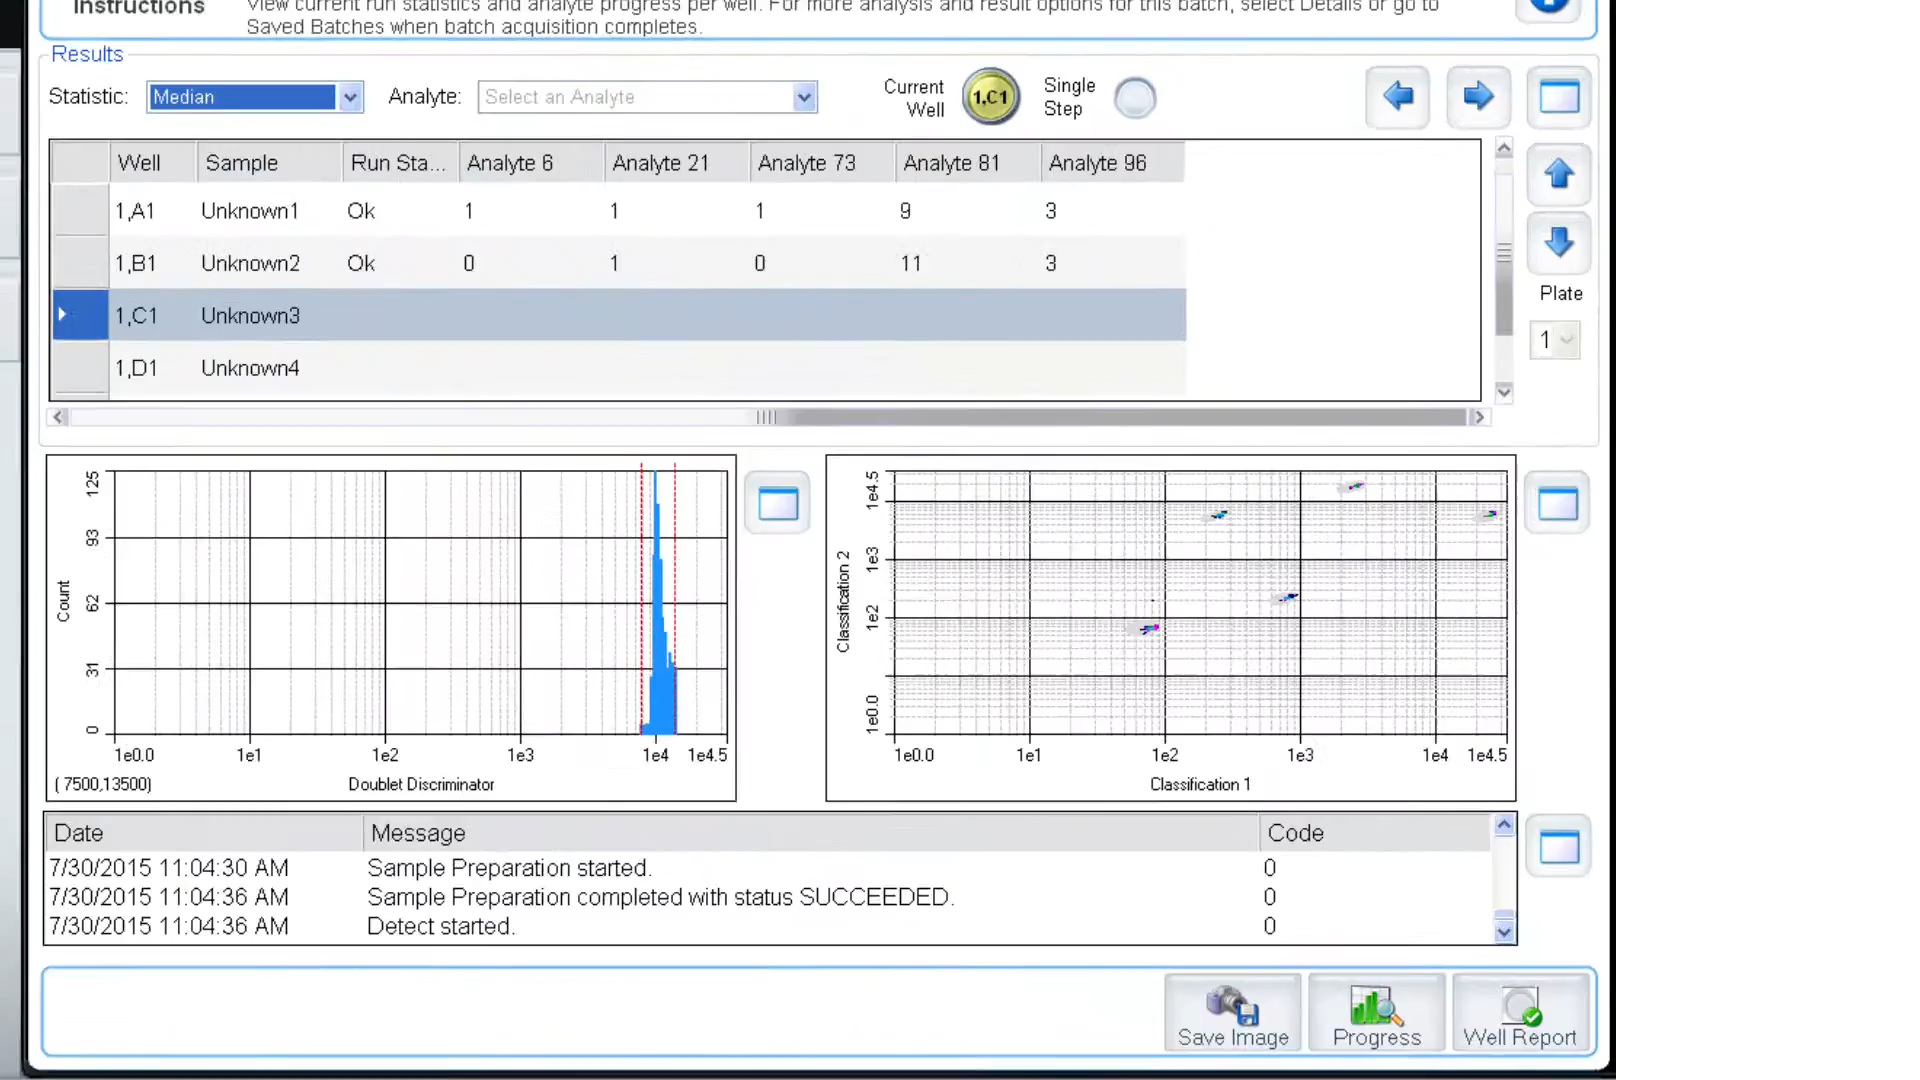 Instructions
View current run statistics and analyte progress per well. For more analysis and result options for this batch, select Details or go to
Saved Batches when batch acquisition completes.
Results
Statistic: Median Analyte: Select an Analyte Current Well 1,C1 Single Step
Well Sample Run Sta... Analyte 6 Analyte 21 Analyte 73 Analyte 81 Analyte 96
1,A1 Unknown1 Ok 1 1 1 9 3
1,B1 Unknown2 Ok 0 1 0 11 3
1,C1 Unknown3
1,D1 Unknown4
Plate
1
125
93
62
31
0
Count
1e0.0 1e1 1e2 1e3 1e4 1e4.5
(7500,13500) Doublet Discriminator
1e4.5
1e3
1e2
1e0.0
Classification 2
1e0.0 1e1 1e2 1e3 1e4 1e4.5
Classification 1
Date Message Code
7/30/2015 11:04:30 AM Sample Preparation started. 0
7/30/2015 11:04:36 AM Sample Preparation completed with status SUCCEEDED. 0
7/30/2015 11:04:36 AM Detect started. 0
Save Image Progress Well Report